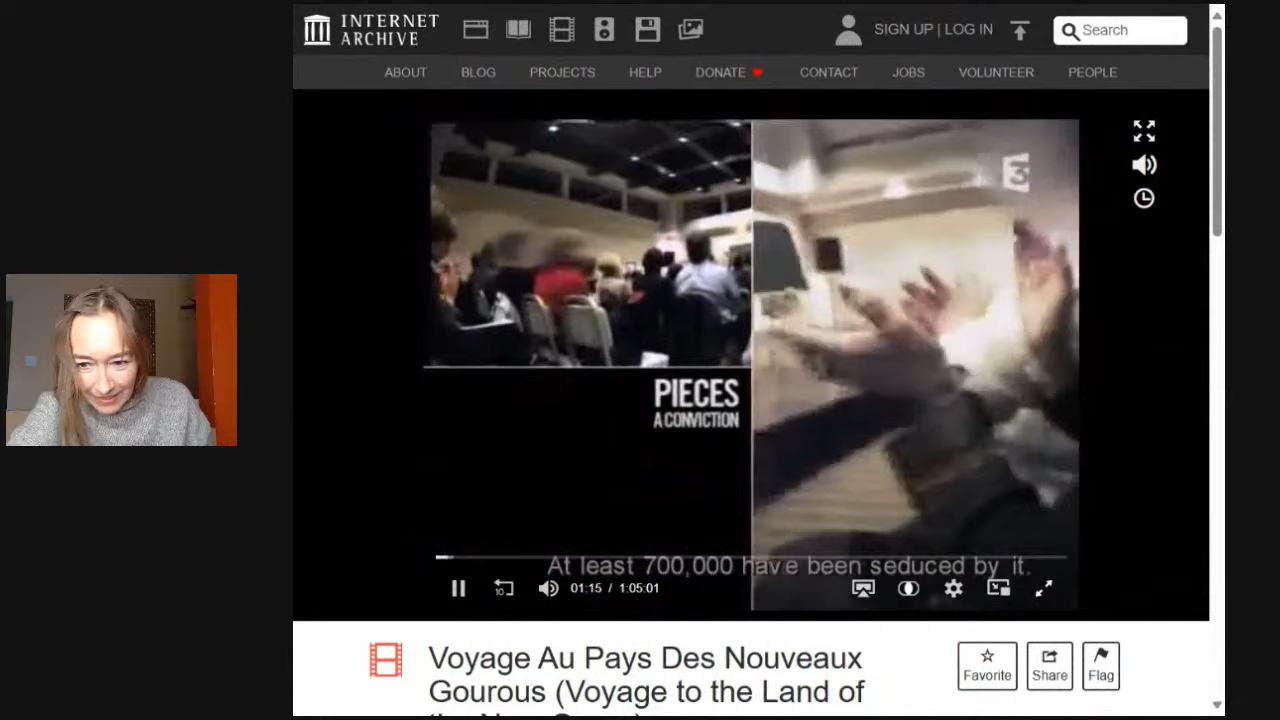 INTERNET
ARCHIVE
SIGN UP | LOG IN
Search
ABOUT
BLOG
PROJECTS
HELP
DONATE
CONTACT
JOBS
VOLUNTEER
PEOPLE
3
PIECES
A CONVICTION
At least 700,000 have been seduced by it.
10
01:15 / 1:05:01
Voyage Au Pays Des Nouveaux
Gourous (Voyage to the Land of
Favorite
Share
Flag